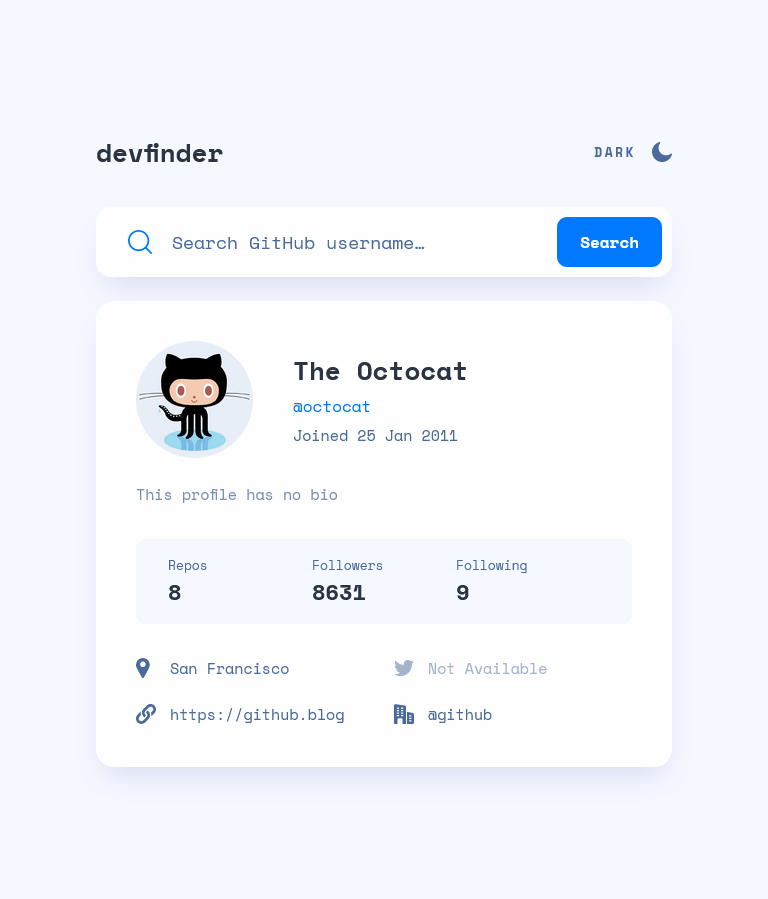 devfinder
DARK
Search GitHub username…
Search
The Octocat
@octocat
Joined 25 Jan 2011
This profile has no bio
Repos Followers Following
8 8631 9
San Francisco Not Available
https://github.blog @github